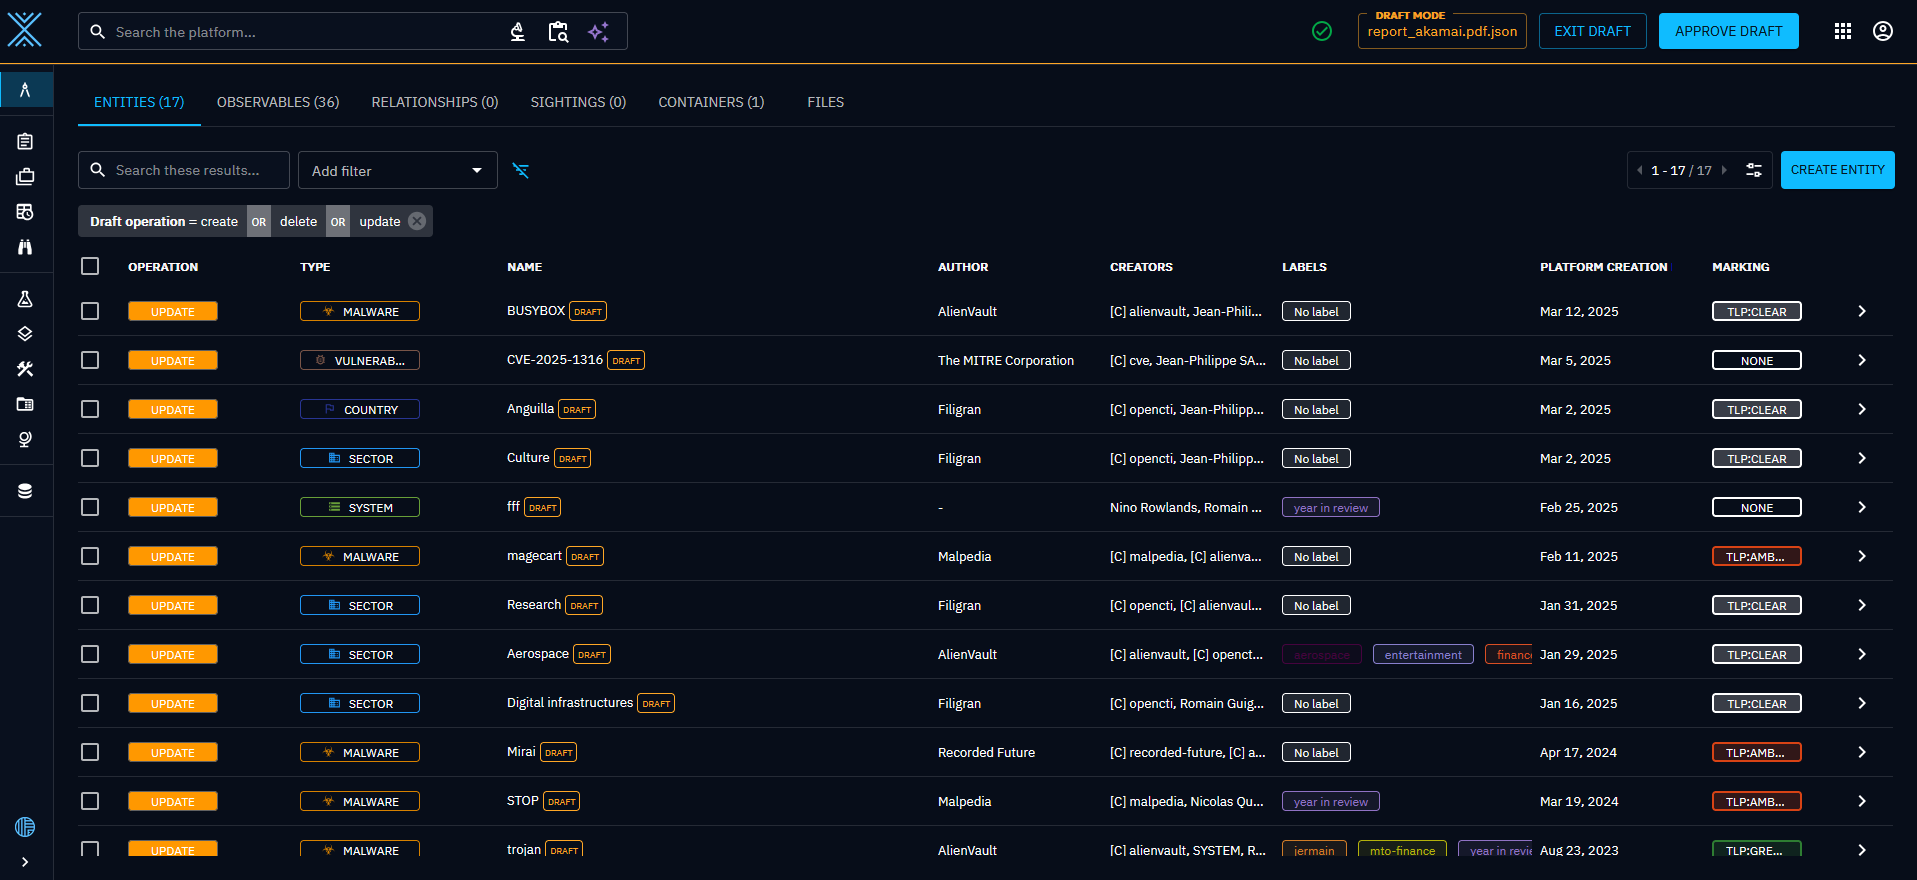 Search the platform...
DRAFT MODE
report_akamai.pdf.json
EXIT DRAFT
APPROVE DRAFT
ENTITIES (17) OBSERVABLES (36) RELATIONSHIPS (0) SIGHTINGS (0) CONTAINERS (1) FILES
Search these results...
Add filter
1 - 17 / 17
CREATE ENTITY
Draft operation = create OR delete OR update
OPERATION TYPE NAME AUTHOR CREATORS LABELS PLATFORM CREATION MARKING
UPDATE MALWARE BUSYBOX DRAFT AlienVault [C] alienvault, Jean-Phili... No label Mar 12, 2025 TLP:CLEAR
UPDATE VULNERAB... CVE-2025-1316 DRAFT The MITRE Corporation [C] cve, Jean-Philippe SA... No label Mar 5, 2025 NONE
UPDATE COUNTRY Anguilla DRAFT Filigran [C] opencti, Jean-Philipp... No label Mar 2, 2025 TLP:CLEAR
UPDATE SECTOR Culture DRAFT Filigran [C] opencti, Jean-Philipp... No label Mar 2, 2025 TLP:CLEAR
UPDATE SYSTEM fff DRAFT - Nino Rowlands, Romain ... year in review Feb 25, 2025 NONE
UPDATE MALWARE magecart DRAFT Malpedia [C] malpedia, [C] alienva... No label Feb 11, 2025 TLP:AMB...
UPDATE SECTOR Research DRAFT Filigran [C] opencti, [C] alienvaul... No label Jan 31, 2025 TLP:CLEAR
UPDATE SECTOR Aerospace DRAFT AlienVault [C] alienvault, [C] openct... aerospace entertainment finance Jan 29, 2025 TLP:CLEAR
UPDATE SECTOR Digital infrastructures DRAFT Filigran [C] opencti, Romain Guig... No label Jan 16, 2025 TLP:CLEAR
UPDATE MALWARE Mirai DRAFT Recorded Future [C] recorded-future, [C] a... No label Apr 17, 2024 TLP:AMB...
UPDATE MALWARE STOP DRAFT Malpedia [C] malpedia, Nicolas Qu... year in review Mar 19, 2024 TLP:AMB...
UPDATE MALWARE trojan DRAFT AlienVault [C] alienvault, SYSTEM, R... jermain mto-finance year in revie Aug 23, 2023 TLP:GRE...